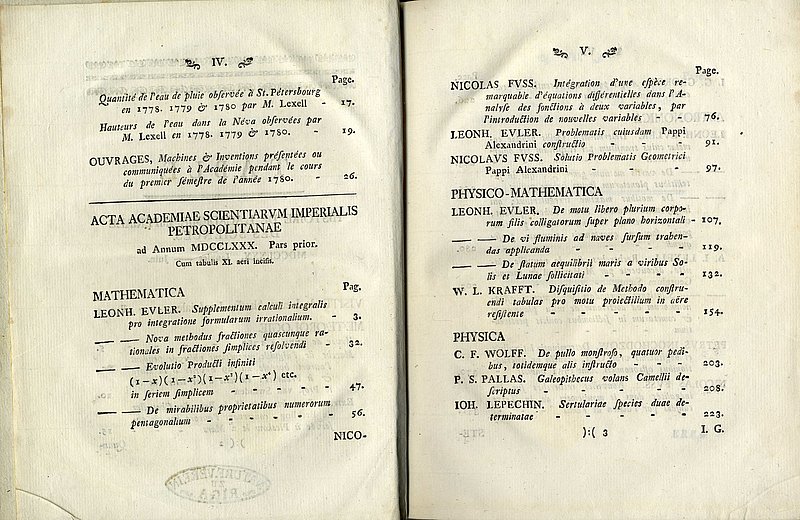 IV.
Page.
Quantité de l'eau de pluie observée à St. Pétersbourg
en 1778. 1779 & 1780 par M. Lexell - 17.
Hauteurs de l'eau dans la Néva observées par
M. Lexell en 1778. 1779 & 1780. - 19.
OUVRAGES, Machines & Inventions présentées ou
communiquées à l'Académie pendant le cours
du premier sémestre de l'année 1780. - 26.
ACTA ACADEMIAE SCIENTIARVM IMPERIALIS
PETROPOLITANAE
ad Annum MDCCLXXX. Pars prior.
Cum tabulis XI. aeri incisis.
MATHEMATICA Pag.
LEONH. EVLER. Supplementum calculi integralis
pro integratione formularum irrationalium. - 3.
—— —— Nova methodus fractiones quascunque ra-
tionales in fractiones simplices resolvendi - 32.
—— —— Evolutio Producti infiniti
(1-x)(1-x²)(1-x³)(1-x⁴) etc.
in seriem simplicem - - - - 47.
—— —— De mirabilibus proprietatibus numerorum
pentagonalium - - - - - 56.
NICO-
NATURF.VEREIN
ZU
RIGA
V.
Page.
NICOLAS FVSS. Intégration d'une espèce re-
marquable d'équations différentielles dans l'A-
nalyse des fonctions à deux variables, par
l'introduction de nouvelles variables - - 76.
LEONH. EVLER. Problematis cuiusdam Pappi
Alexandrini constructio - - - - 91.
NICOLAVS FVSS. Solutio Problematis Geometrici
Pappi Alexandrini - - - - 97.
PHYSICO-MATHEMATICA
LEONH. EVLER. De motu libero plurium corpo-
rum filis colligatorum super plano horizontali - 107.
—— —— De vi fluminis ad naves sursum trahen-
das applicanda - - - - 119.
—— —— De statum aequilibrii maris a viribus So-
lis et Lunae sollicitati - - - - 132.
W. L. KRAFFT. Disquisitio de Methodo constru-
endi tabulas pro motu proiectilium in aëre
resistente - - - - - 154.
PHYSICA
C. F. WOLFF. De pullo monstroso, quatuor pedi-
bus, totidemque alis instructo - - - 203.
P. S. PALLAS. Galeopithecus volans Camellii de-
scriptus - - - - - 208.
IOH. LEPECHIN. Sertulariae species duae de-
terminatae - - - - - 223.
):( 3 I. G.